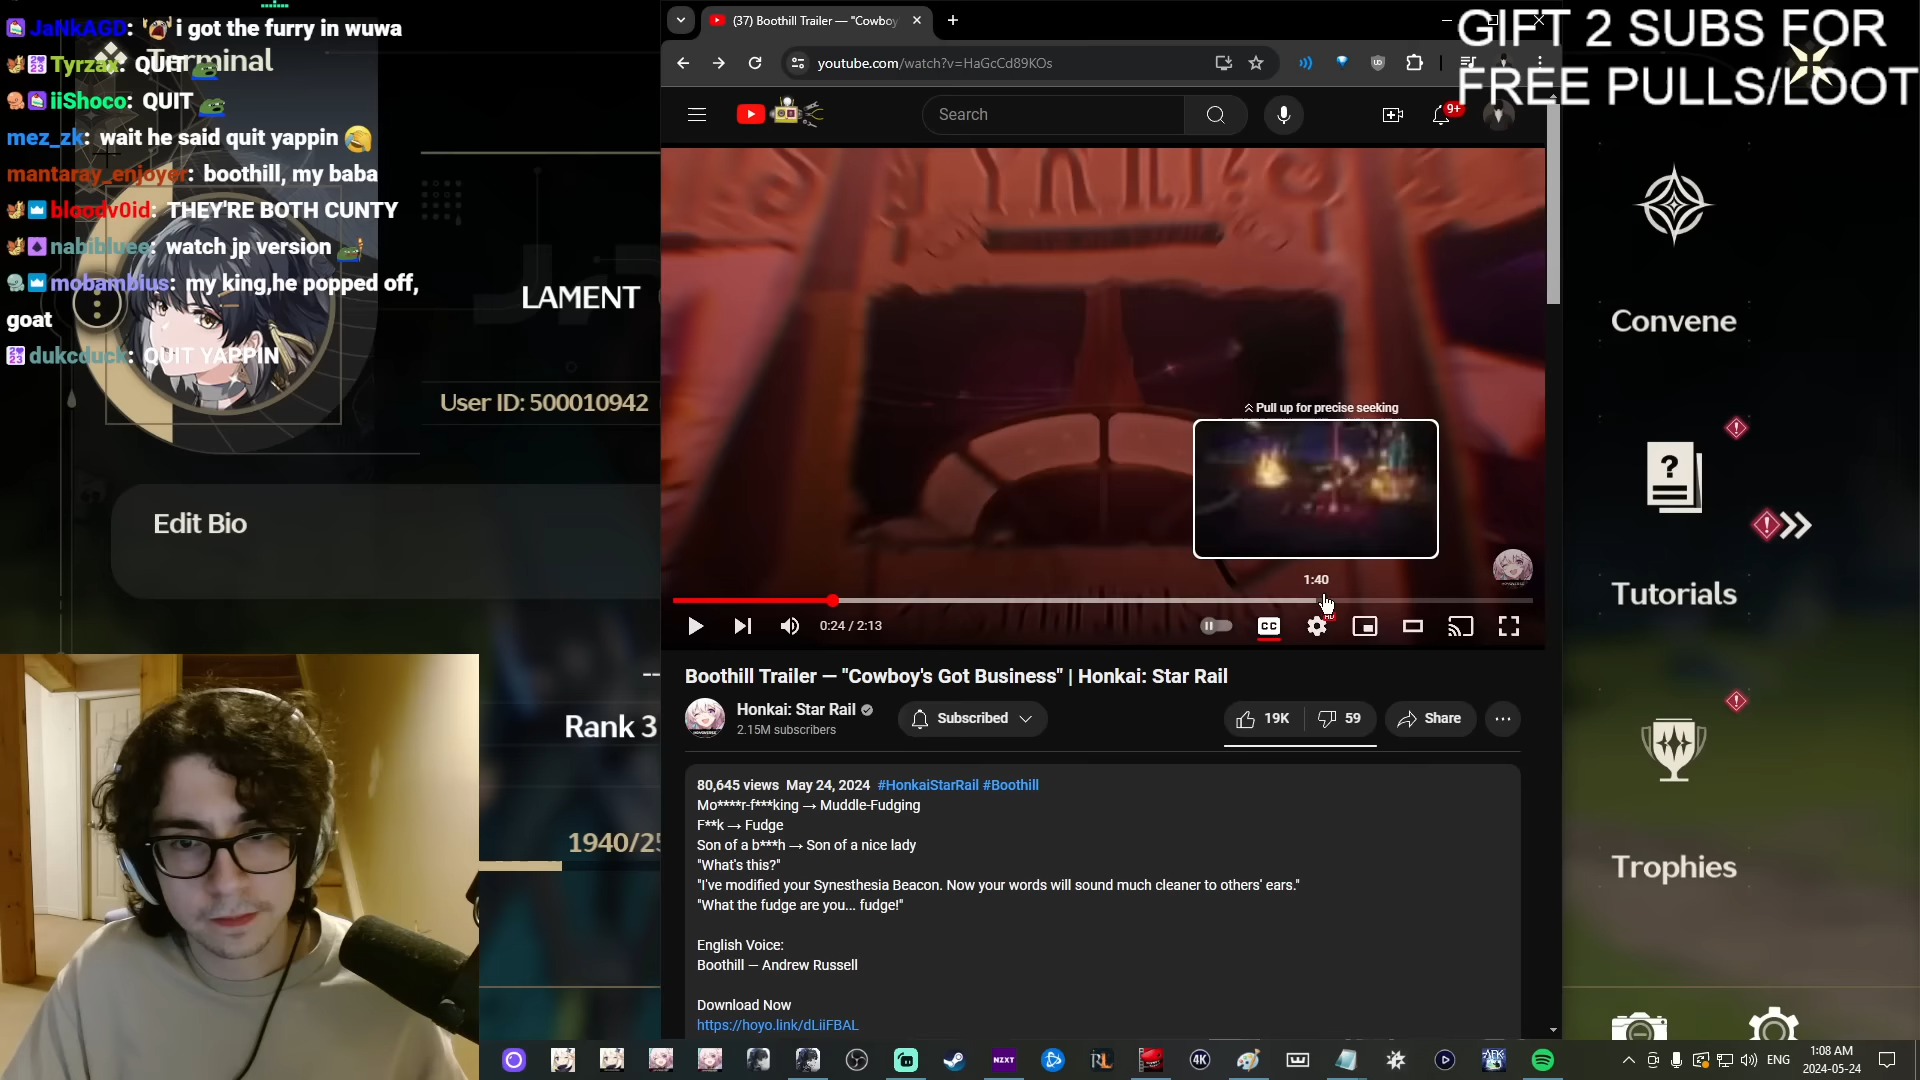 JaNkAGD: i got the furry in wuwa
Tyrzax: QUIT
iiShoco: QUIT
mez_zk: wait he said quit yappin
mantaray_enjoyer: boothill, my baba
bloodv0id: THEY'RE BOTH CUNTY
nabibluee: watch jp version
mobambius: my king,he popped off,
goat
dukcduck: QUIT YAPPIN
Terminal
LAMENT
User ID: 500010942
Edit Bio
Rank 3
1940/25
(37) Boothill Trailer — "Cowboy
youtube.com/watch?v=HaGcCd89KOs
Search
9+
GIFT 2 SUBS FOR
FREE PULLS/LOOT
Pull up for precise seeking
1:40
0:24 / 2:13
CC
HD
Boothill Trailer — "Cowboy's Got Business" | Honkai: Star Rail
Honkai: Star Rail
2.15M subscribers
Subscribed
19K
59
Share
80,645 views May 24, 2024 #HonkaiStarRail #Boothill
Mo****r-f***king → Muddle-Fudging
F**k → Fudge
Son of a b***h → Son of a nice lady
"What's this?"
"I've modified your Synesthesia Beacon. Now your words will sound much cleaner to others' ears."
"What the fudge are you... fudge!"
English Voice:
Boothill — Andrew Russell
Download Now
https://hoyo.link/dLiiFBAL
Convene
Tutorials
Trophies
NZXT
4K
AFK
ENG
1:08 AM
2024-05-24